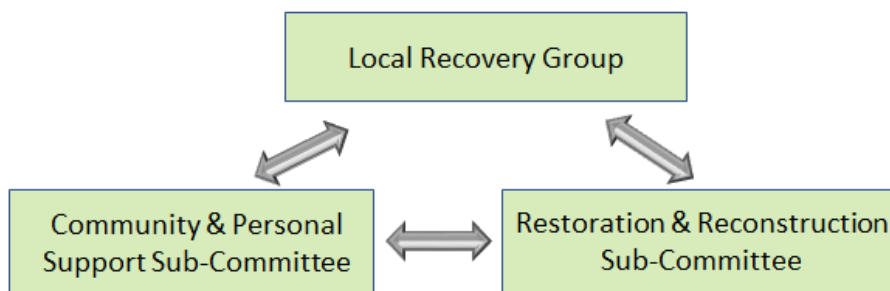 Local Recovery Group
Community & Personal
Support Sub-Committee
Restoration & Reconstruction
Sub-Committee